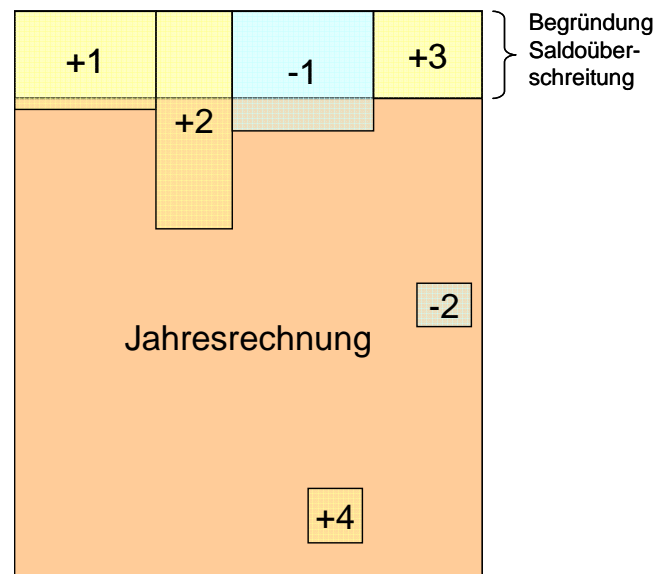 +1
+2
-1
+3
Begründung
Saldoüber-
schreitung
-2
Jahresrechnung
+4